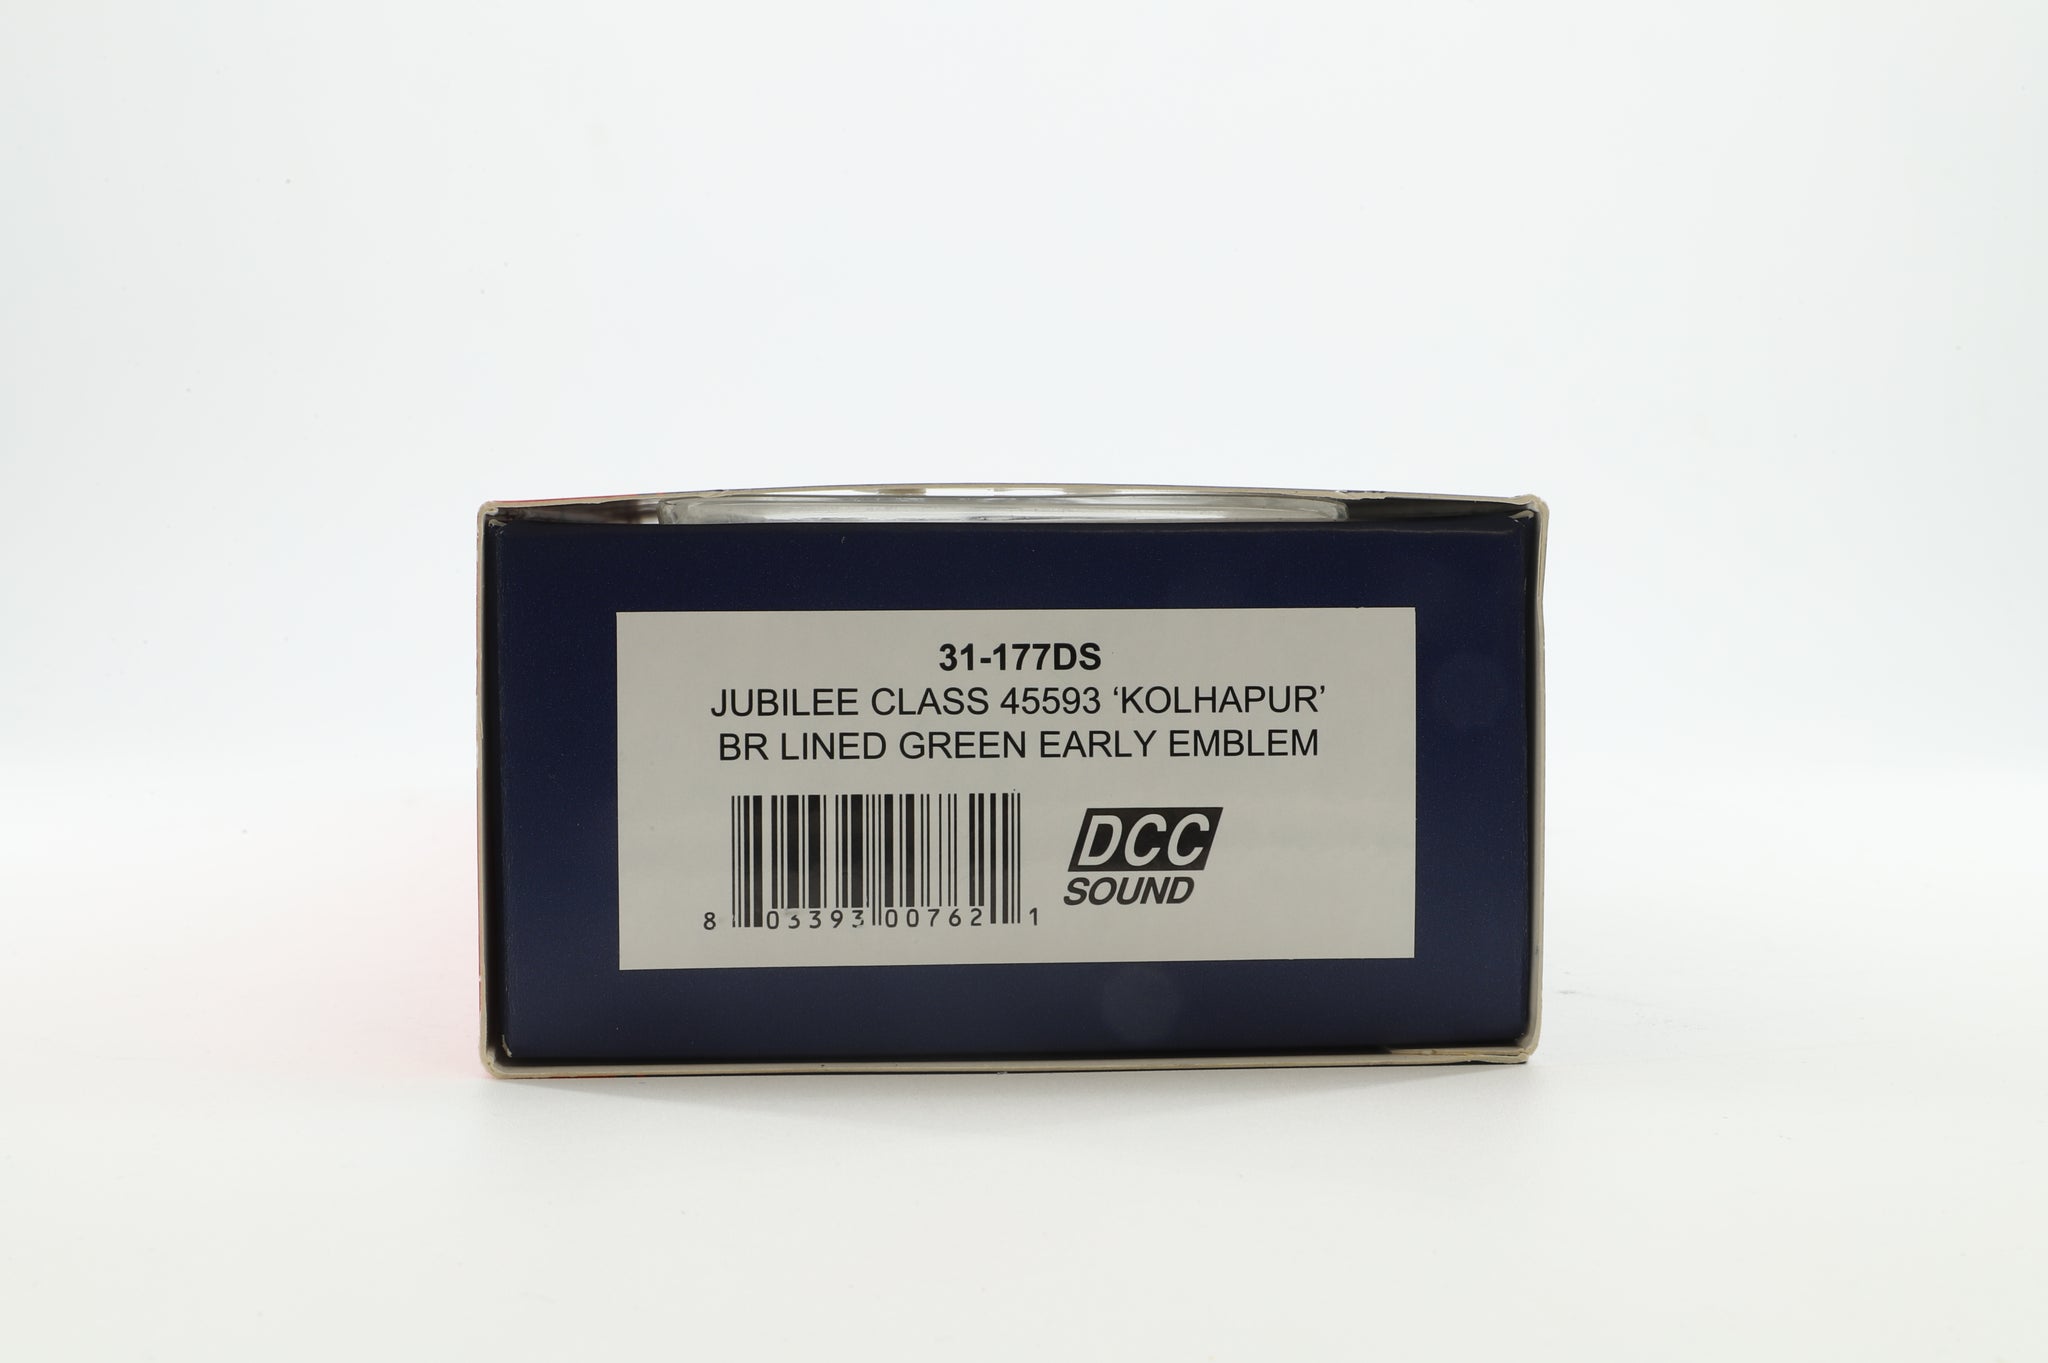 31-177DS
JUBILEE CLASS 45593 ‘KOLHAPUR’
BR LINED GREEN EARLY EMBLEM
DCC
SOUND
8 03393 00762 1